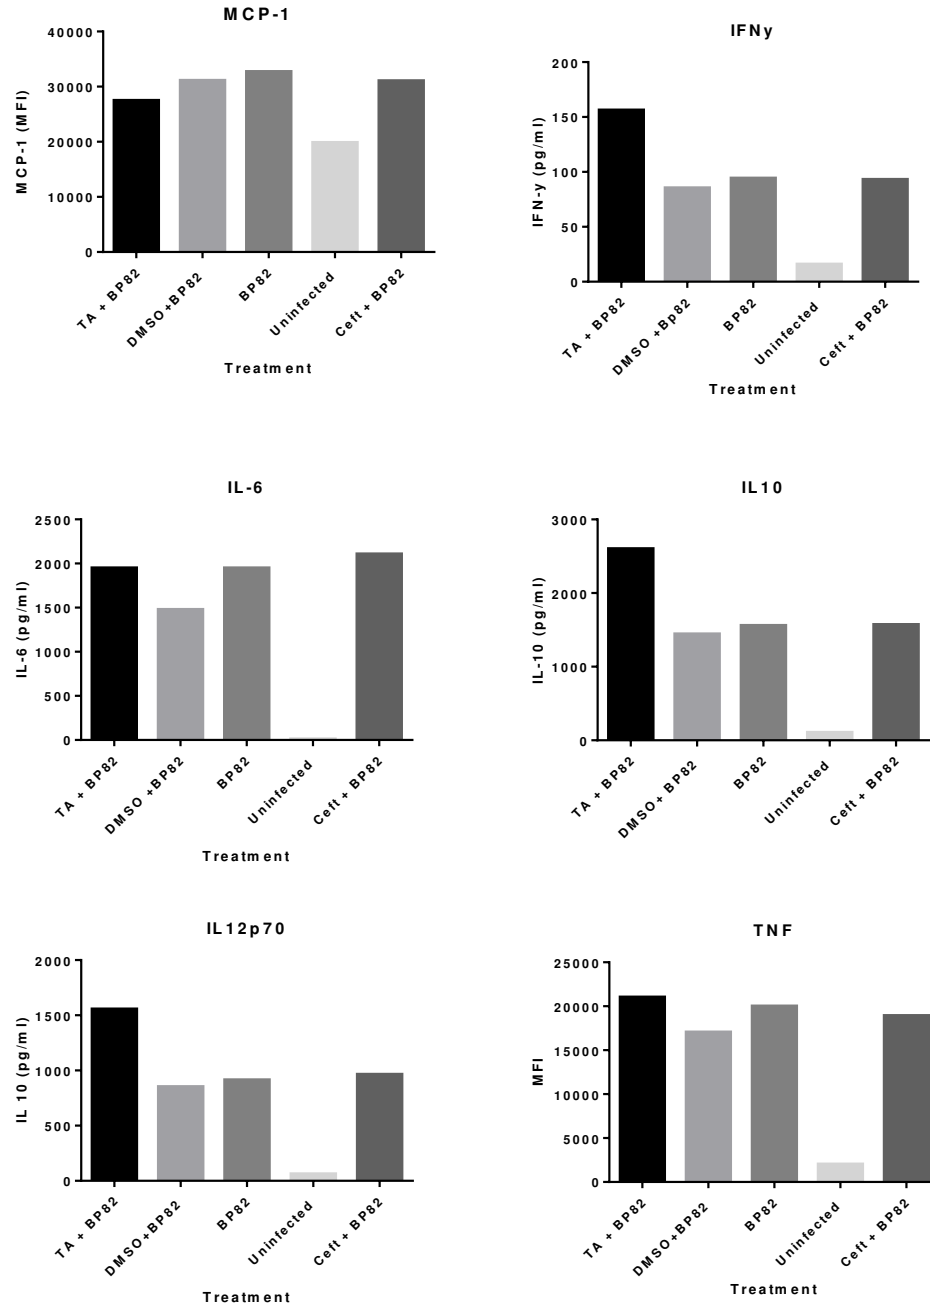 MCP-1
MCP-1 (MFI)
40000
30000
20000
10000
0
TA + BP82
DMSO+BP82
BP82
Uninfected
Ceft + BP82
Treatment
IFNy
IFN-y (pg/ml)
200
150
100
50
0
TA + BP82
DMSO +Bp82
BP82
Uninfected
Ceft + BP82
Treatment
IL-6
IL-6 (pg/ml)
2500
2000
1500
1000
500
0
TA + BP82
DMSO +BP82
BP82
Uninfected
Ceft + BP82
Treatment
IL10
IL-10 (pg/ml)
3000
2000
1000
0
TA + BP82
DMSO+ BP82
BP82
Uninfected
Ceft + BP82
IL12p70
IL 10 (pg/ml)
2000
1500
1000
500
0
TA + BP82
DMSO+BP82
BP82
Uninfected
Ceft + BP82
Treatment
TNF
MFI
25000
20000
15000
10000
5000
0
TA + BP82
DMSO+BP82
BP82
Uninfected
Ceft + BP82
Treatment